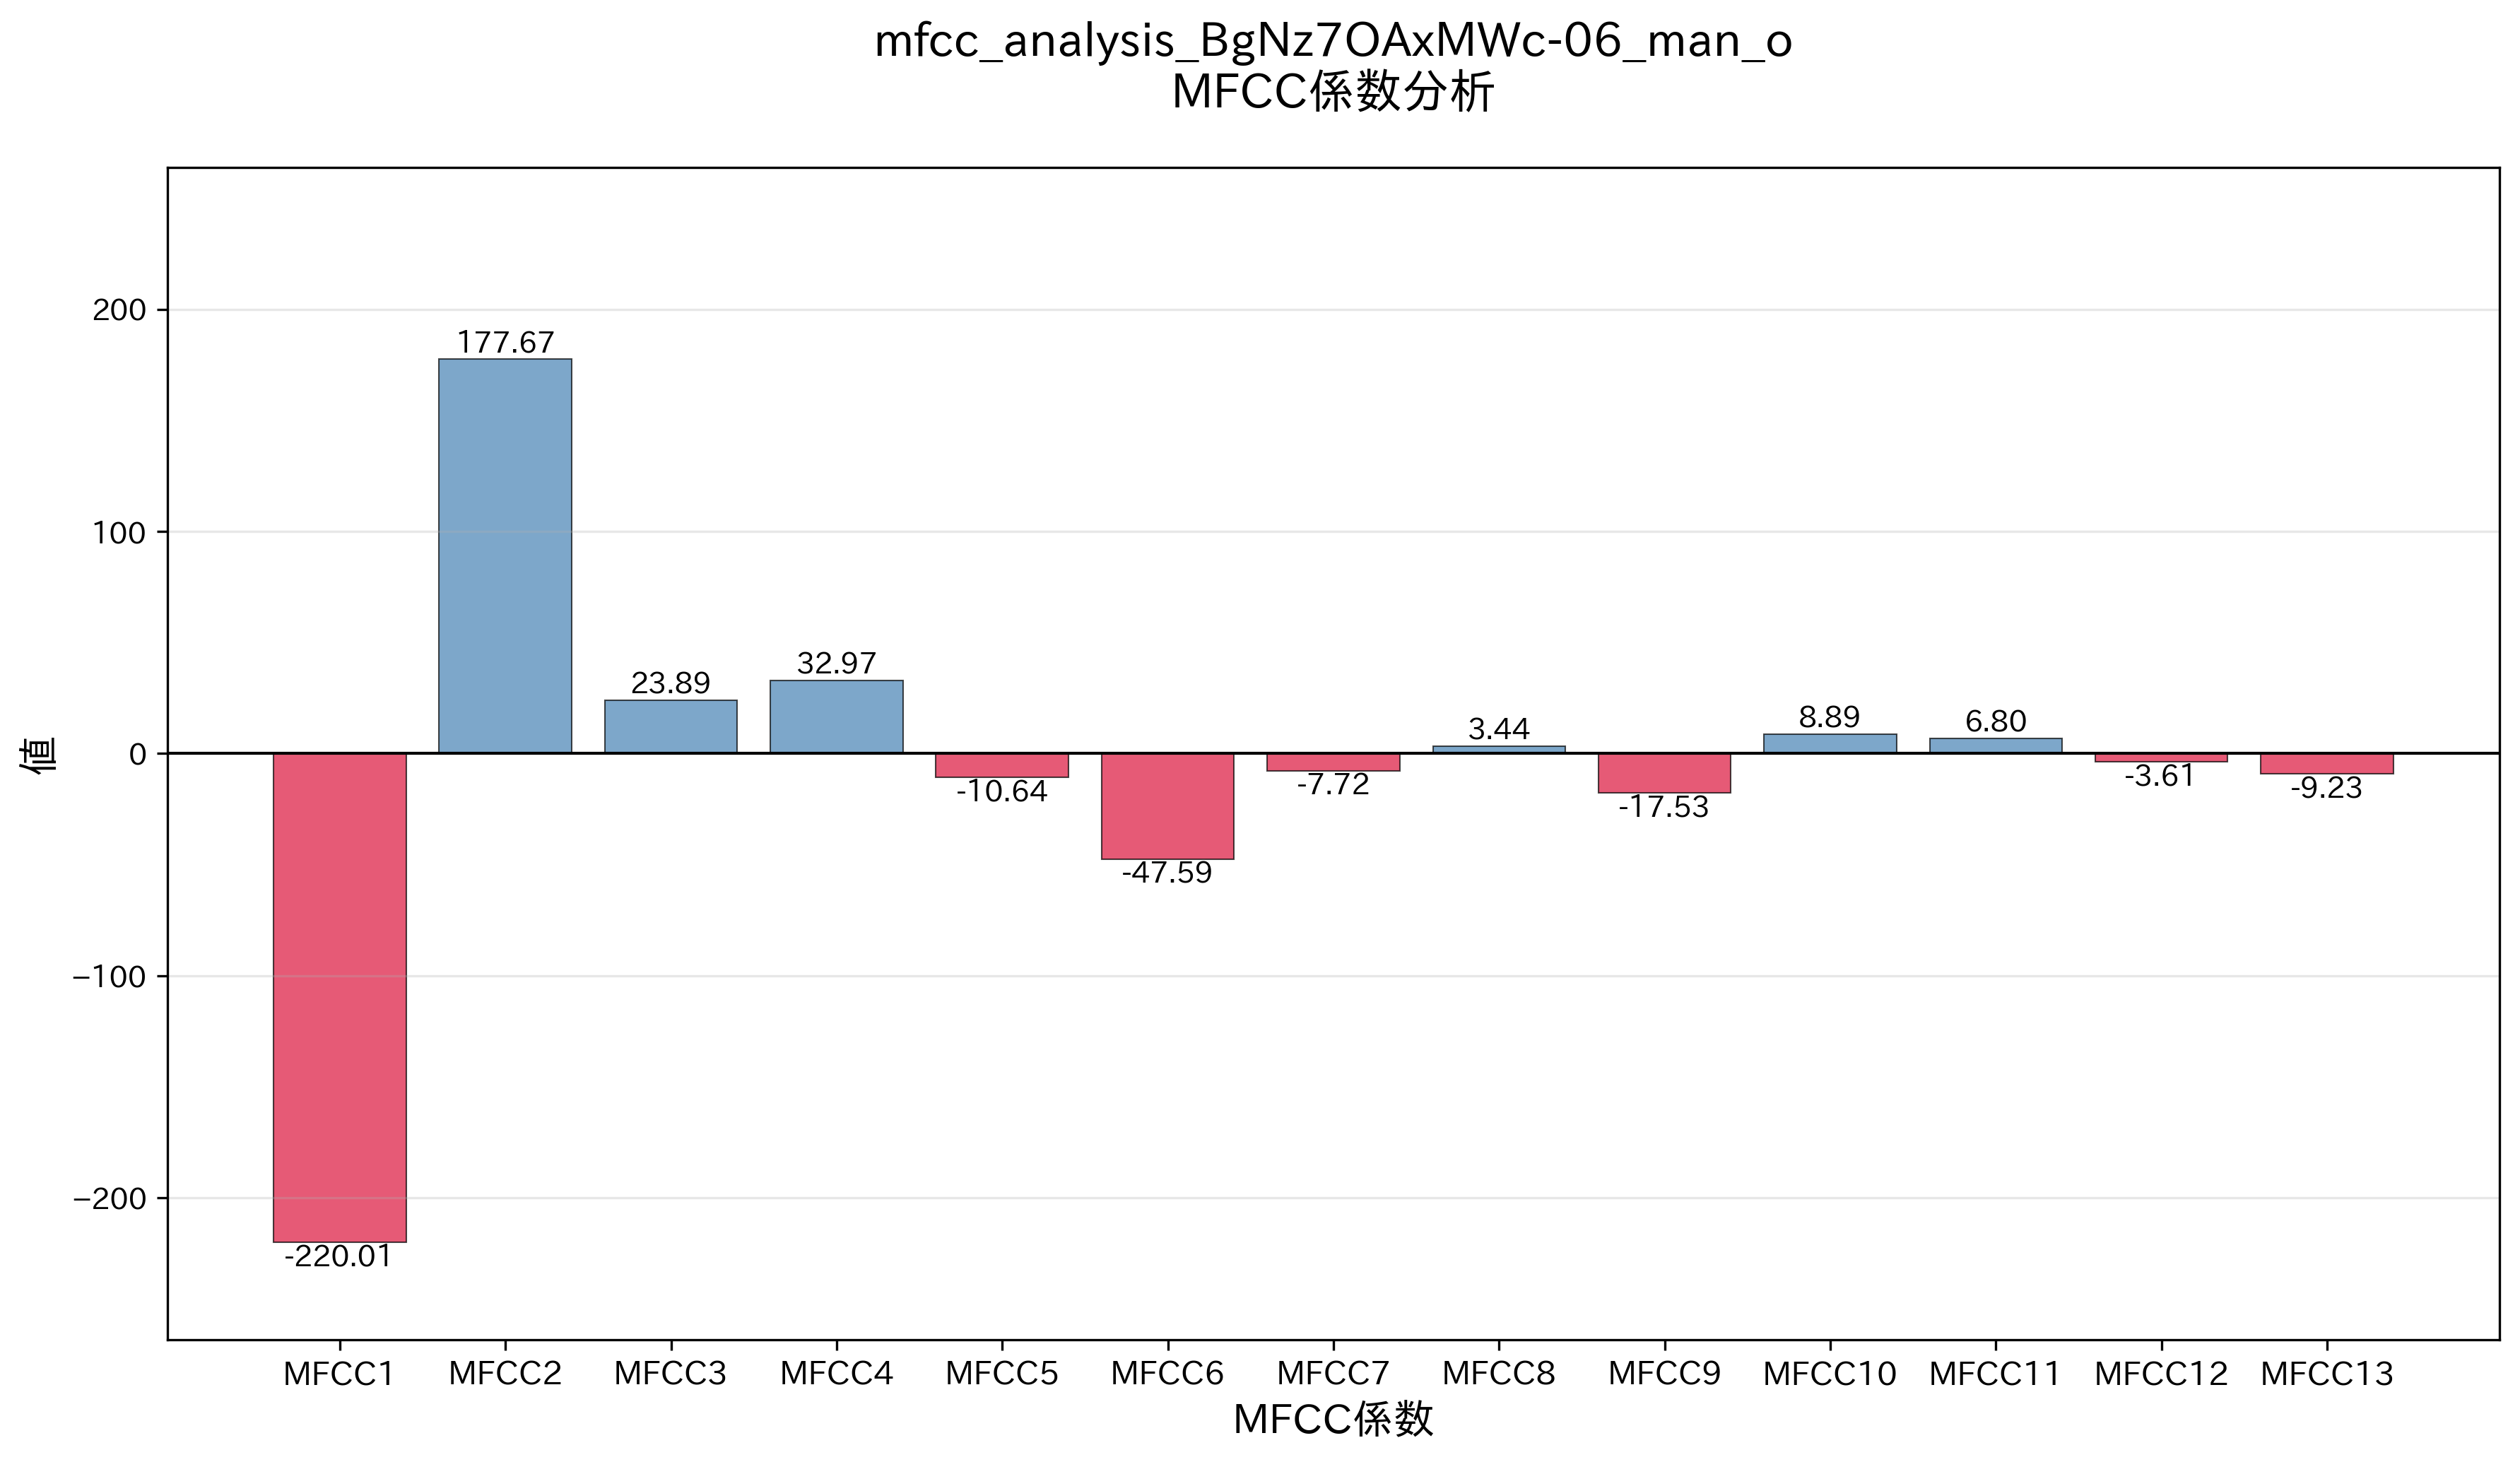 mfcc_analysis_BgNz7OAxMWc-06_man_o
MFCC係数分析
値
200
100
0
−100
−200
-220.01
177.67
23.89
32.97
-10.64
-47.59
-7.72
3.44
-17.53
8.89
6.80
-3.61
-9.23
MFCC1
MFCC2
MFCC3
MFCC4
MFCC5
MFCC6
MFCC7
MFCC8
MFCC9
MFCC10
MFCC11
MFCC12
MFCC13
MFCC係数